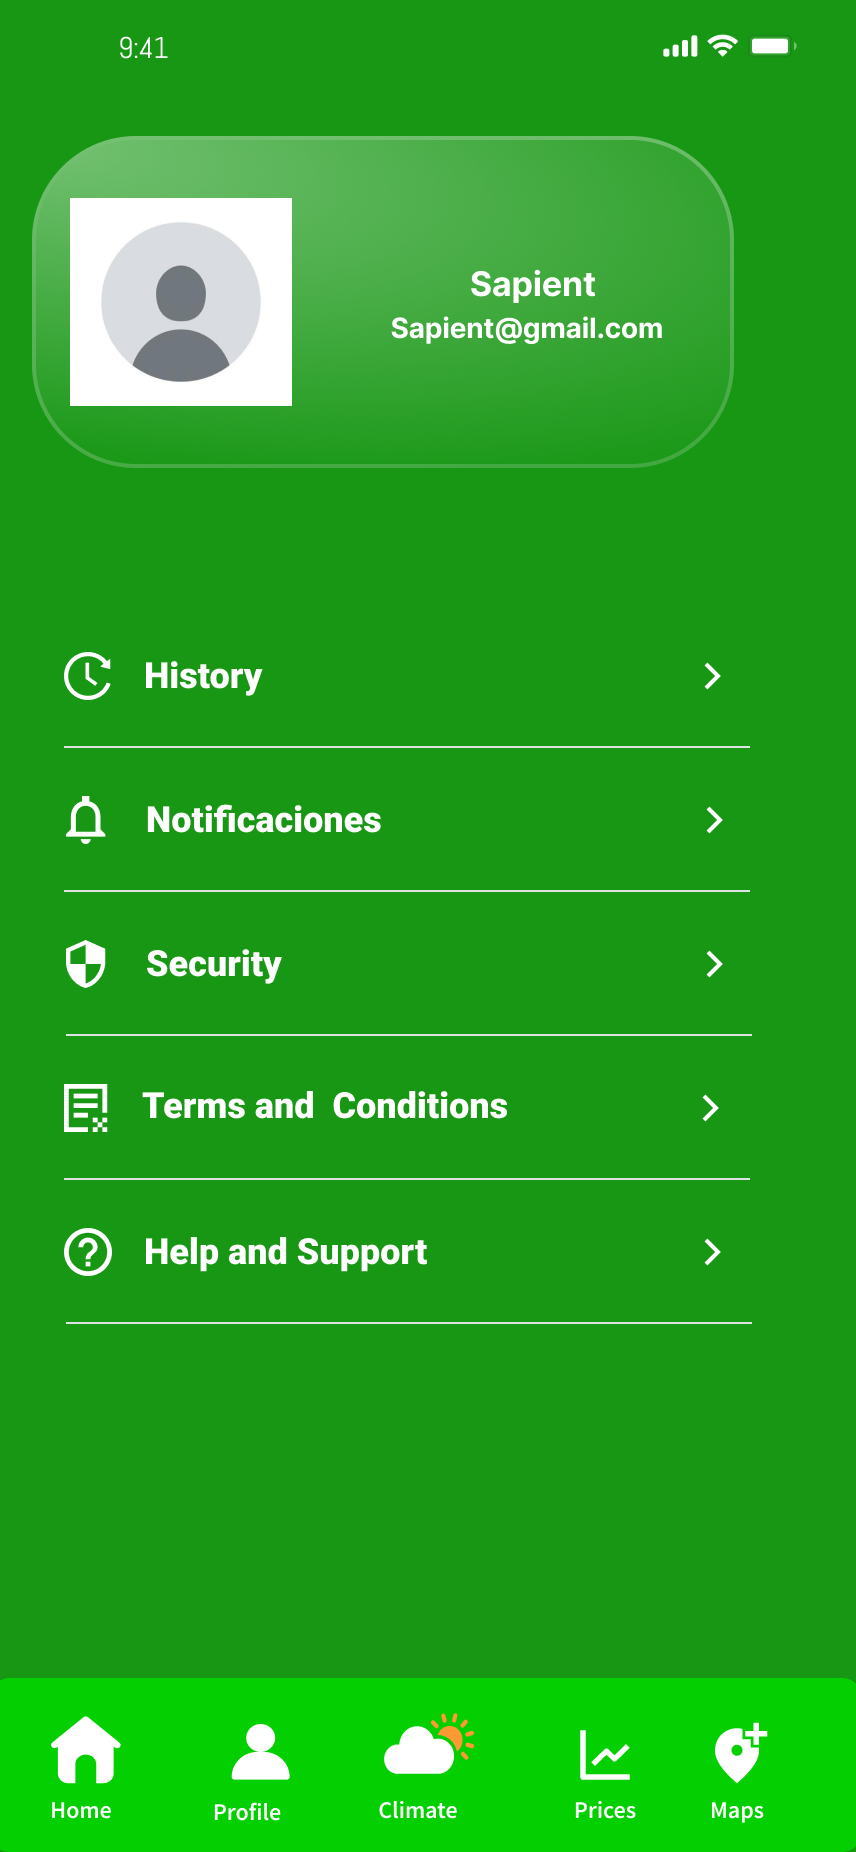 9:41
Sapient
Sapient@gmail.com
History
Notificaciones
Security
Terms and  Conditions
Help and Support
Home
Profile
Climate
Prices
Maps